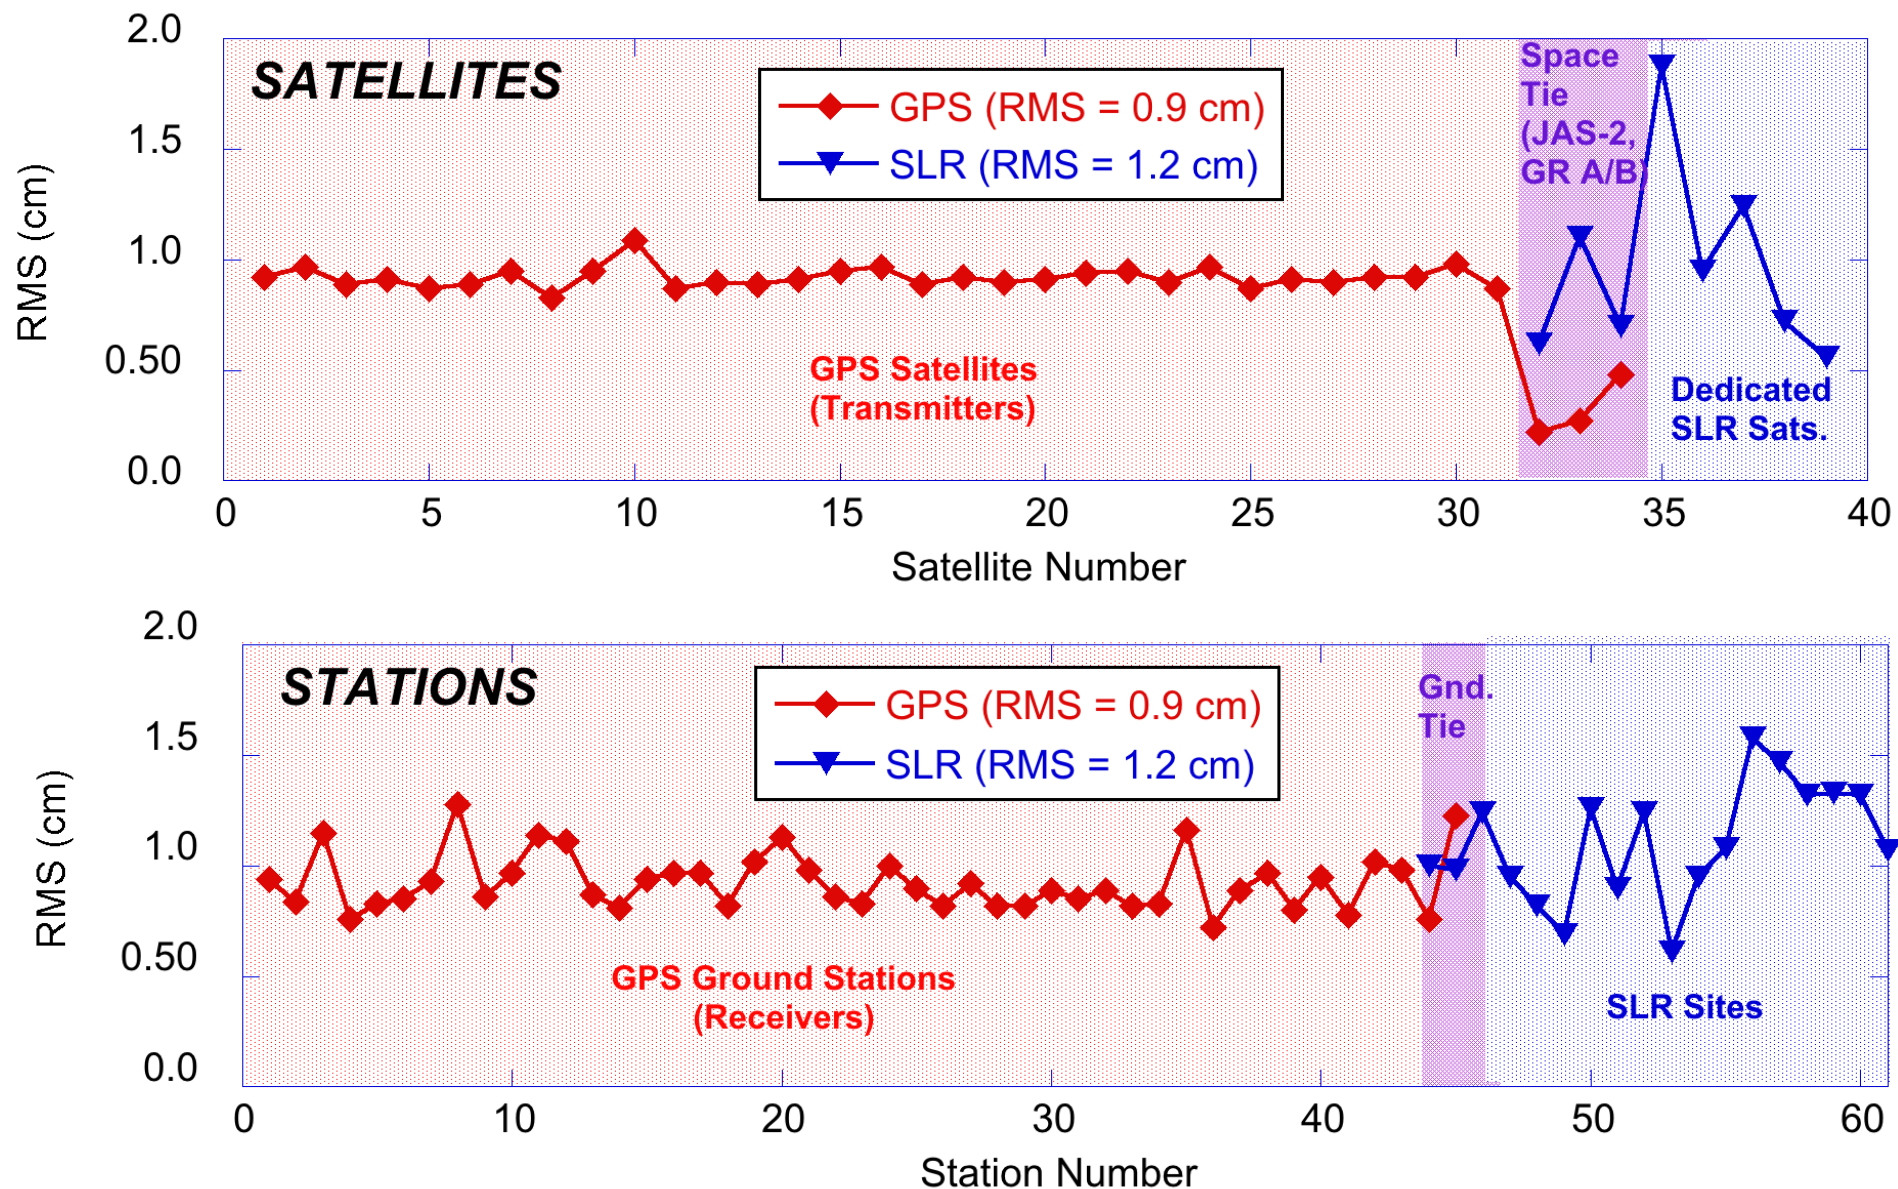 2.0
1.5
1.0
0.50
0.0
RMS (cm)
SATELLITES
GPS (RMS = 0.9 cm)
SLR (RMS = 1.2 cm)
Space
Tie
(JAS-2,
GR A/B)
GPS Satellites
(Transmitters)
Dedicated
SLR Sats.
0 5 10 15 20 25 30 35 40
Satellite Number
2.0
1.5
1.0
0.50
0.0
RMS (cm)
STATIONS
GPS (RMS = 0.9 cm)
SLR (RMS = 1.2 cm)
Gnd.
Tie
GPS Ground Stations
(Receivers)
SLR Sites
0 10 20 30 40 50 60
Station Number